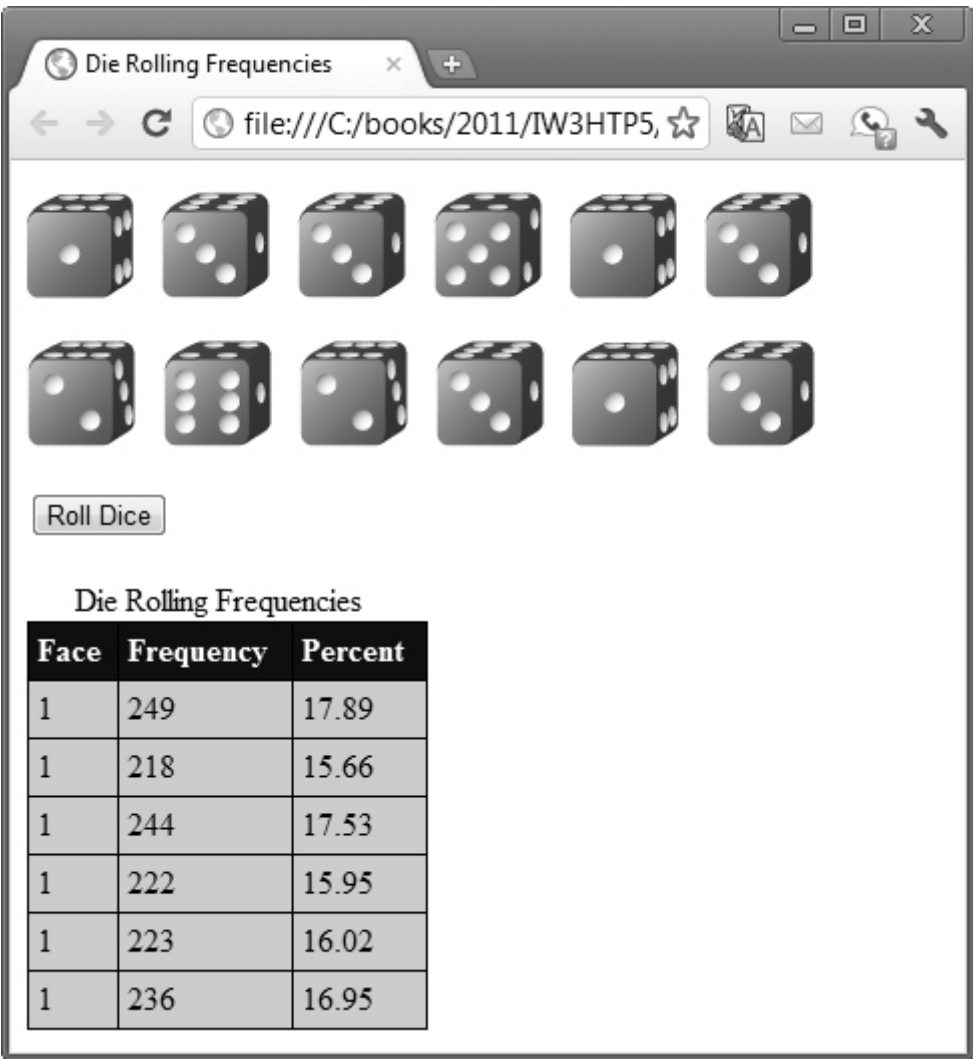 Die Rolling Frequencies
file:///C:/books/2011/IW3HTP5,
Roll Dice
Die Rolling Frequencies
Face Frequency Percent
1 249 17.89
1 218 15.66
1 244 17.53
1 222 15.95
1 223 16.02
1 236 16.95